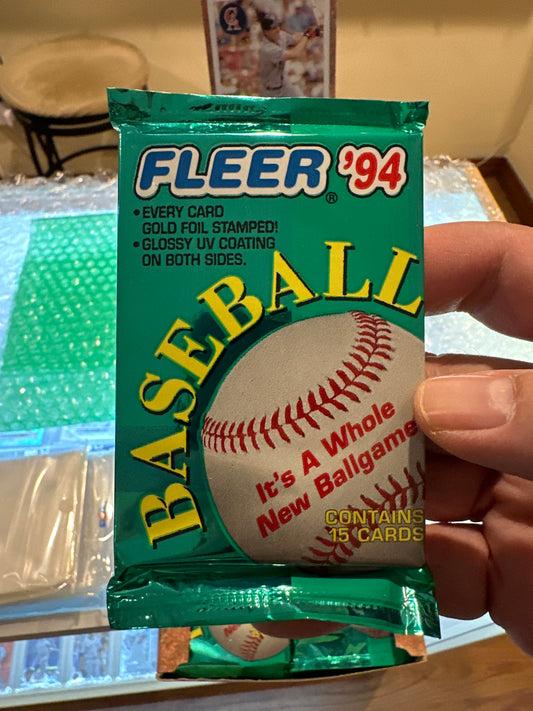 FLEER ® '94
• EVERY CARD
GOLD FOIL STAMPED!
• GLOSSY UV COATING
ON BOTH SIDES.
BASEBALL
It's A Whole
New Ballgame
CONTAINS
15 CARDS